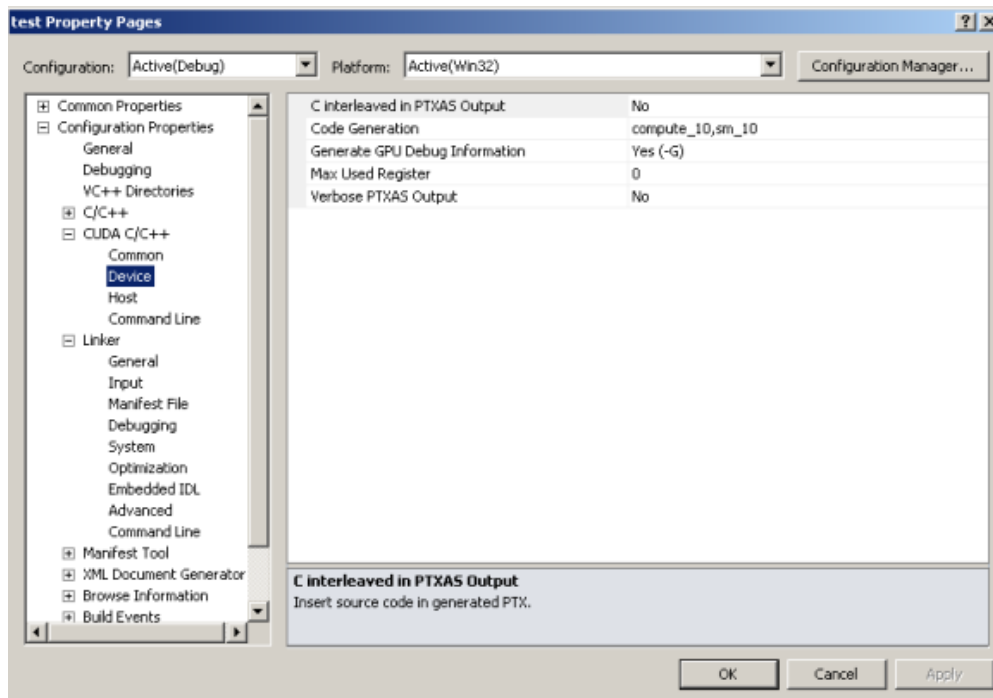 test Property Pages
Configuration: Active(Debug) Platform: Active(Win32) Configuration Manager...
Common Properties
Configuration Properties
General
Debugging
VC++ Directories
C/C++
CUDA C/C++
Common
Device
Host
Command Line
Linker
General
Input
Manifest File
Debugging
System
Optimization
Embedded IDL
Advanced
Command Line
Manifest Tool
XML Document Generator
Browse Information
Build Events
C interleaved in PTXAS Output No
Code Generation compute_10,sm_10
Generate GPU Debug Information Yes (-G)
Max Used Register 0
Verbose PTXAS Output No
C interleaved in PTXAS Output
Insert source code in generated PTX.
OK Cancel Apply